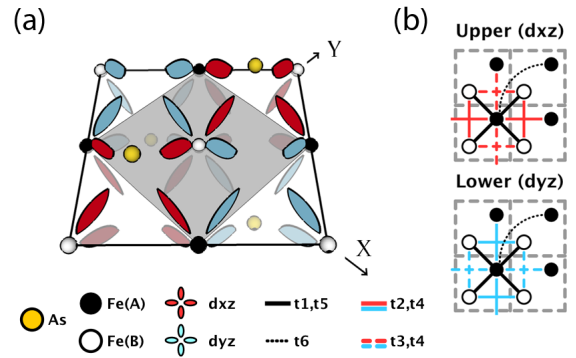 (a)
Y
X
As
Fe(A)
dxz
t1,t5
t2,t4
Fe(B)
dyz
t6
t3,t4
(b)
Upper (dxz)
Lower (dyz)